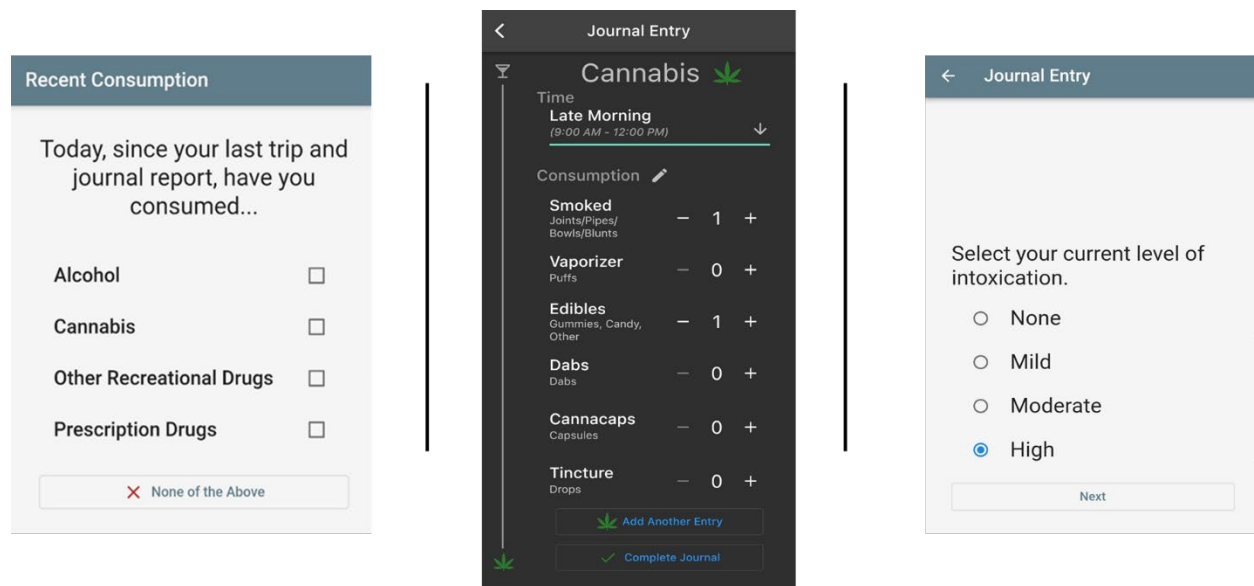 Recent Consumption
Today, since your last trip and
journal report, have you
consumed...
Alcohol
Cannabis
Other Recreational Drugs
Prescription Drugs
None of the Above
Journal Entry
Cannabis
Time
Late Morning
(9:00 AM - 12:00 PM)
Consumption
Smoked
Joints/Pipes/
Bowls/Blunts
1
Vaporizer
Puffs
0
Edibles
Gummies, Candy,
Other
1
Dabs
Dabs
0
Cannacaps
Capsules
0
Tincture
Drops
0
Add Another Entry
Complete Journal
Journal Entry
Select your current level of
intoxication.
None
Mild
Moderate
High
Next